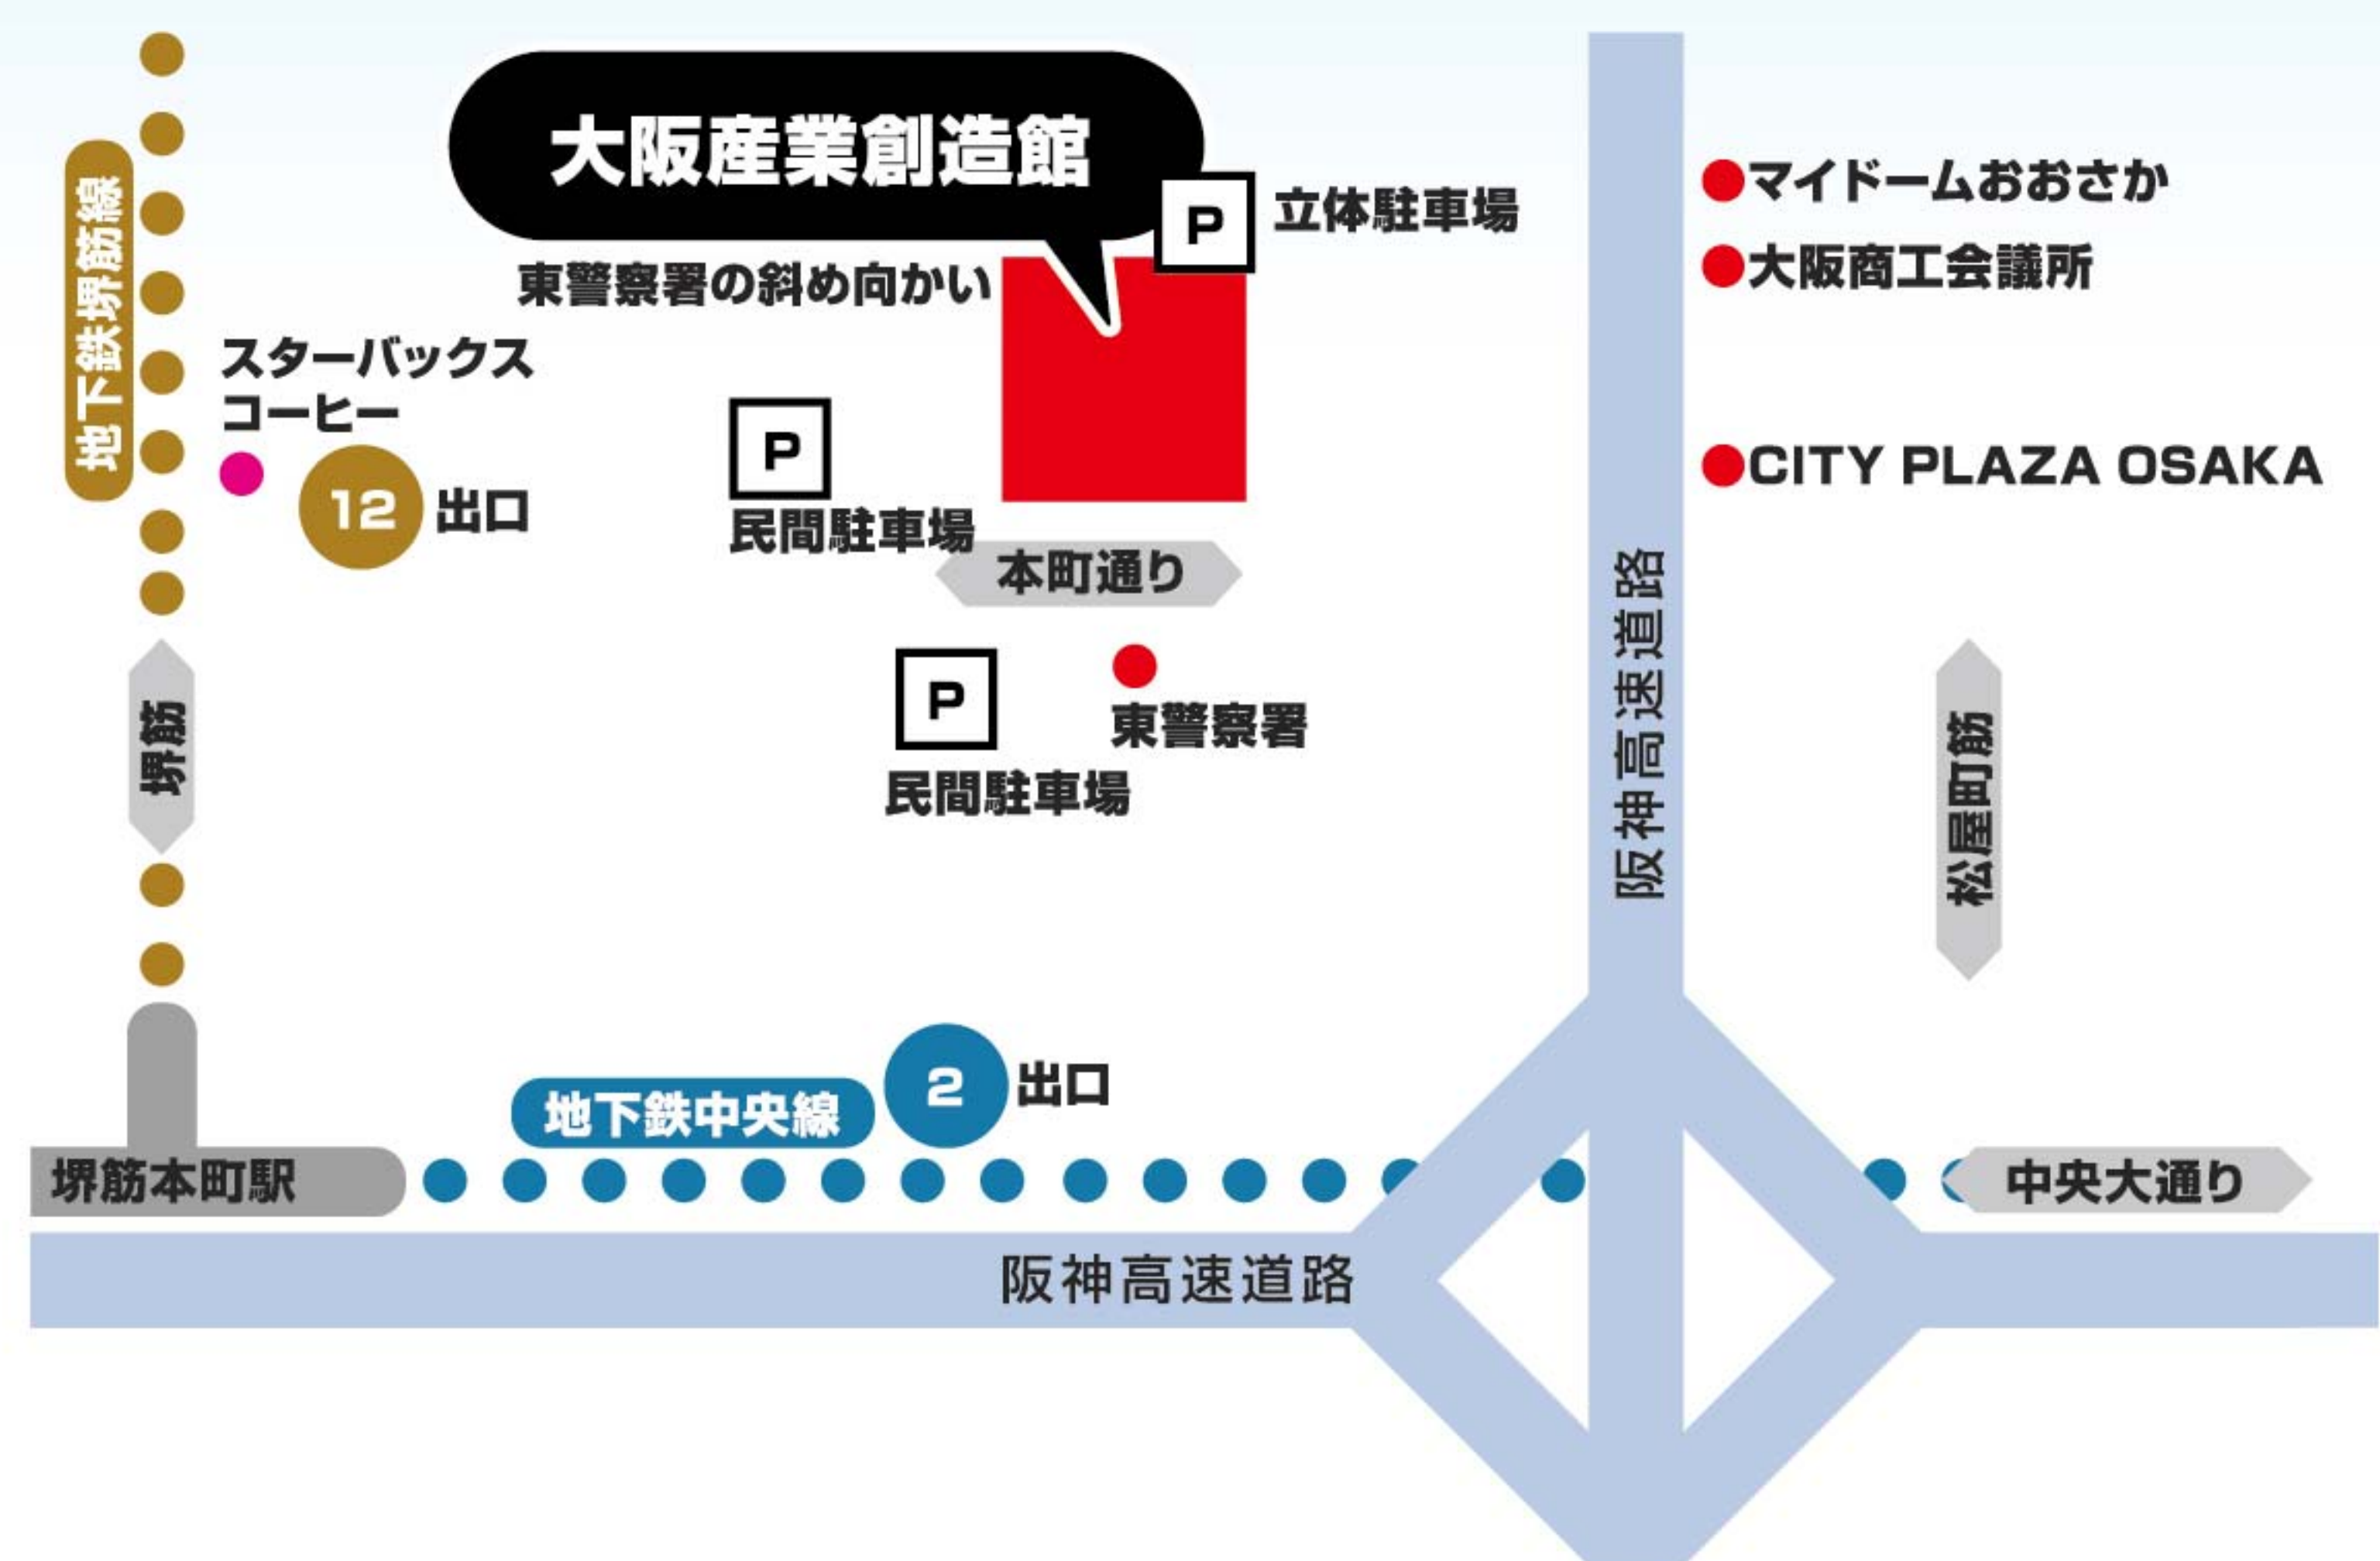 大阪産業創造館
P
立体駐車場
東警察署の斜め向かい
マイドームおおさか
大阪商工会議所
地下鉄堺筋線
スターバックス
コーヒー
12
出口
P
民間駐車場
CITY PLAZA OSAKA
本町通り
P
民間駐車場
東警察署
阪神高速道路
堺筋
松屋町筋
地下鉄中央線
2
出口
堺筋本町駅
中央大通り
阪神高速道路